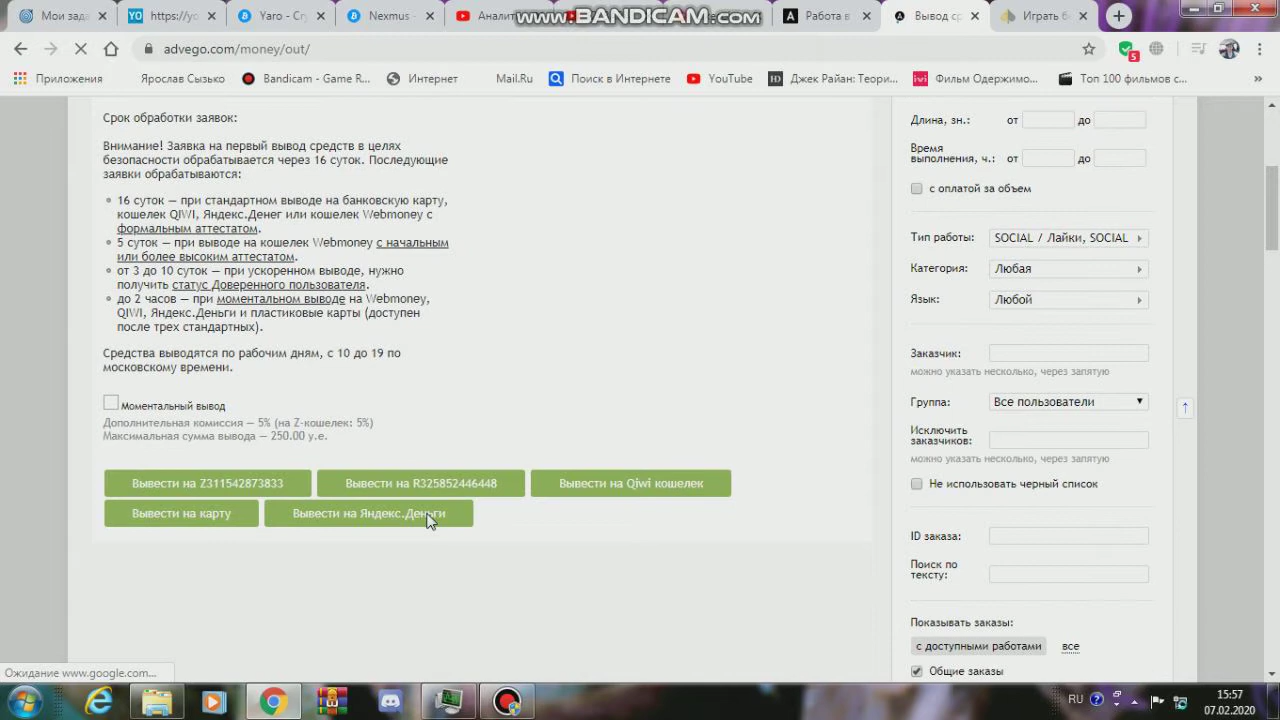 Мои зада
https://yo
Yaro - Cry
Nexmus -
Аналити
www.BANDICAM.com
Работа в
Вывод ср
Играть б
advego.com/money/out/
5
Приложения
Ярослав Сызько
Bandicam - Game R...
Интернет
Mail.Ru
Поиск в Интернете
YouTube
HD
Джек Райан: Теори...
ivi
Фильм Одержимо...
Топ 100 фильмов с...
»
Срок обработки заявок:
Внимание! Заявка на первый вывод средств в целях
безопасности обрабатывается через 16 суток. Последующие
заявки обрабатываются:
16 суток — при стандартном выводе на банковскую карту,
кошелек QIWI, Яндекс.Денег или кошелек Webmoney с
формальным аттестатом.
5 суток — при выводе на кошелек Webmoney с начальным
или более высоким аттестатом.
от 3 до 10 суток — при ускоренном выводе, нужно
получить статус Доверенного пользователя.
до 2 часов — при моментальном выводе на Webmoney,
QIWI, Яндекс.Деньги и пластиковые карты (доступен
после трех стандартных).
Средства выводятся по рабочим дням, с 10 до 19 по
московскому времени.
Моментальный вывод
Дополнительная комиссия — 5% (на Z-кошелек: 5%)
Максимальная сумма вывода — 250.00 у.е.
Вывести на Z311542873833
Вывести на R325852446448
Вывести на Qiwi кошелек
Вывести на карту
Вывести на Яндекс.Деньги
Длина, зн.: от до
Время
выполнения, ч.: от до
с оплатой за объем
Тип работы: SOCIAL / Лайки, SOCIAL
Категория: Любая
Язык: Любой
Заказчик:
можно указать несколько, через запятую
Группа: Все пользователи
Исключить
заказчиков:
можно указать несколько, через запятую
Не использовать черный список
ID заказа:
Поиск по
тексту:
Показывать заказы:
с доступными работами все
Общие заказы
Ожидание www.google.com...
RU
15:57
07.02.2020